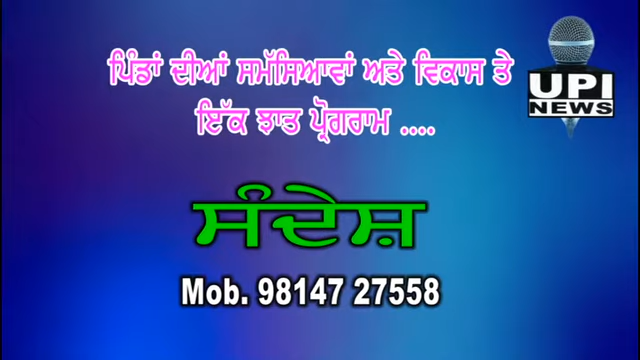 ਪਿੰਡਾਂ ਦੀਆਂ ਸਮੱਸਿਆਵਾਂ ਅਤੇ ਵਿਕਾਸ ਤੇ
ਇੱਕ ਝਾਤ ਪ੍ਰੋਗਰਾਮ ....
ਸੰਦੇਸ਼
Mob. 98147 27558
UPI
NEWS